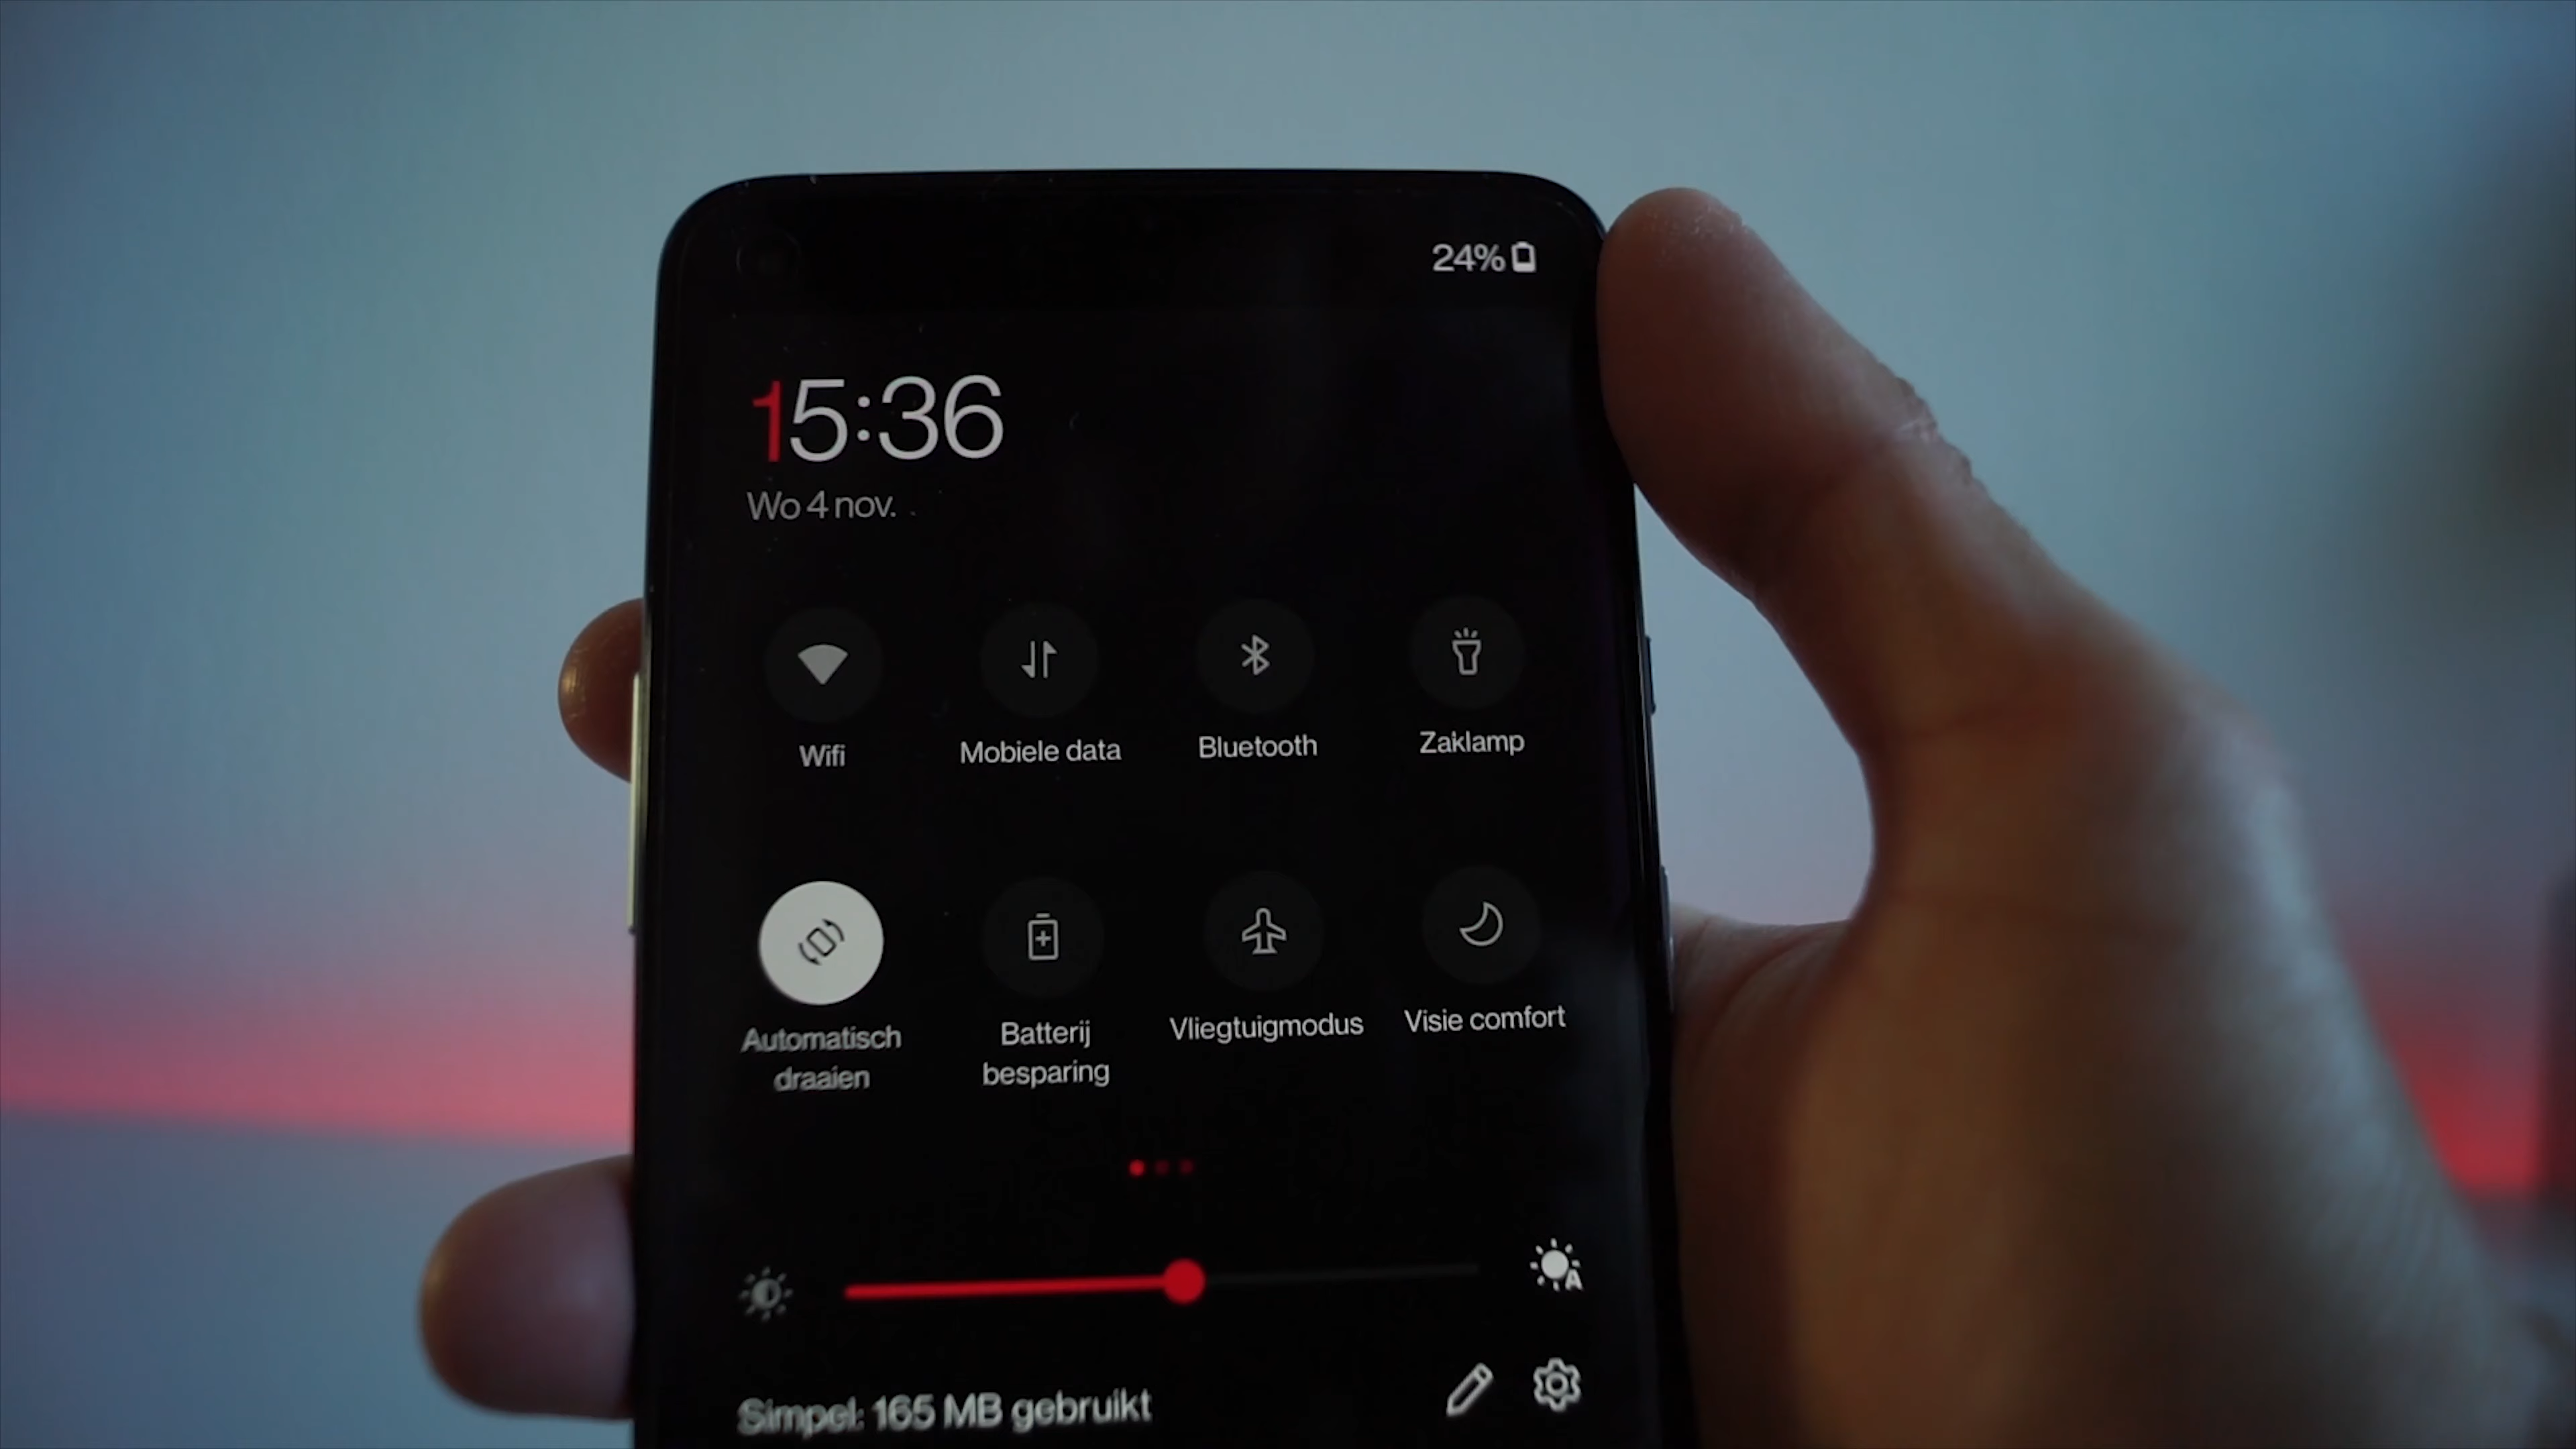 24%
15:36
Wo 4 nov.
Wifi
Mobiele data
Bluetooth
Zaklamp
Automatisch
draaien
Batterij
besparing
Vliegtuigmodus
Visie comfort
A
Simpel: 165 MB gebruikt